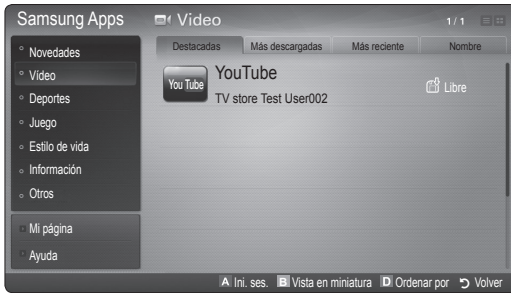 Samsung Apps
Video
1/1
Novedades
Vídeo
Deportes
Juego
Estilo de vida
Información
Otros
Mi página
Ayuda
Destacadas Más descargadas Más reciente Nombre
You Tube
YouTube
TV store Test User002
Libre
A Ini. ses. B Vista en miniatura D Ordenar por Volver